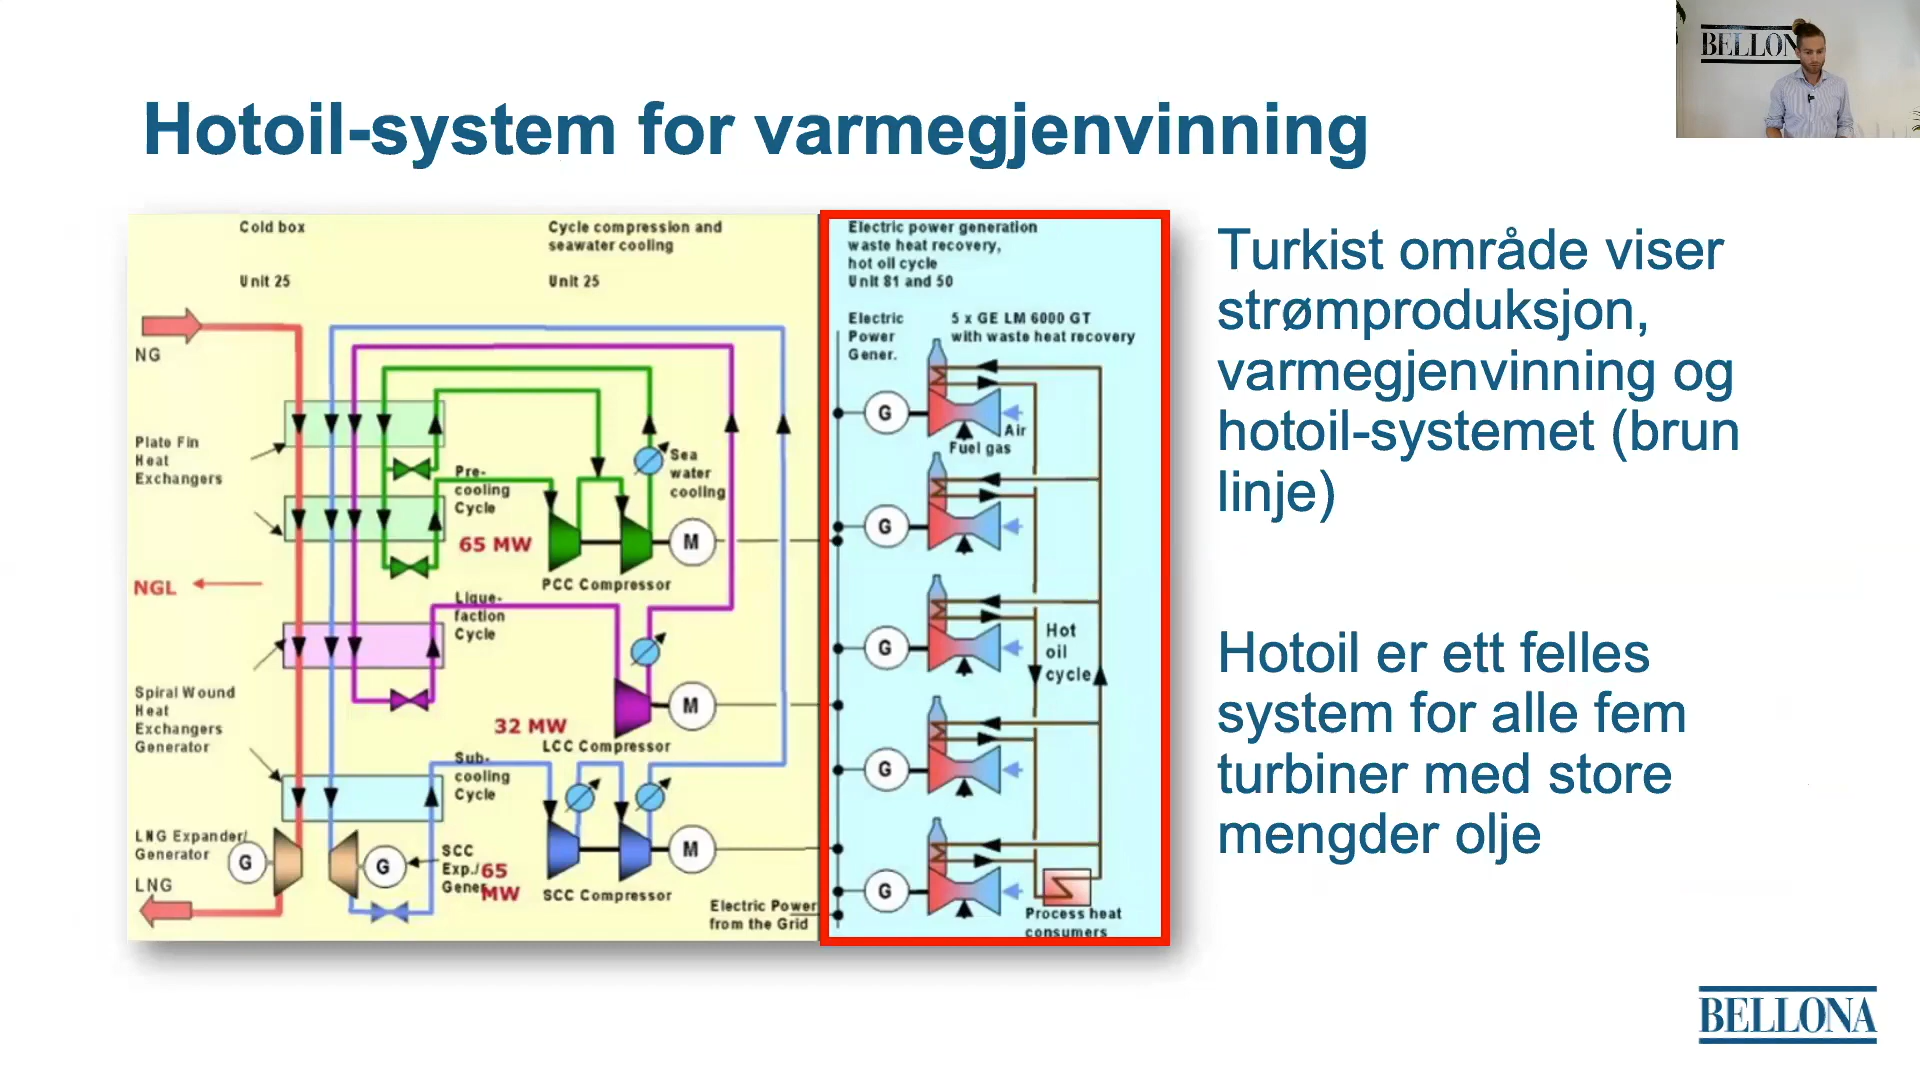 BELLONA
Hotoil-system for varmegjenvinning
Cold box
Unit 25
Cycle compression and
seawater cooling
Unit 25
Electric power generation
waste heat recovery,
hot oil cycle
Unit 81 and 50
Electric
Power
Gener.
5 x GE LM 6000 GT
with waste heat recovery
NG
Plate Fin
Heat
Exchangers
Pre-
cooling
Cycle
65 MW
Sea
water
cooling
M
PCC Compressor
NGL
Lique-
faction
Cycle
Spiral Wound
Heat
Exchangers
Generator
32 MW
M
LCC Compressor
Sub-
cooling
Cycle
LNG Expander/
Generator
G
G
SCC
Exp./
Gener.
65
MW
M
SCC Compressor
LNG
Electric Power
from the Grid
G
Air
Fuel gas
G
G
Hot
oil
cycle
G
G
Process heat
consumers
Turkist område viser
strømproduksjon,
varmegjenvinning og
hotoil-systemet (brun
linje)
Hotoil er ett felles
system for alle fem
turbiner med store
mengder olje
BELLONA